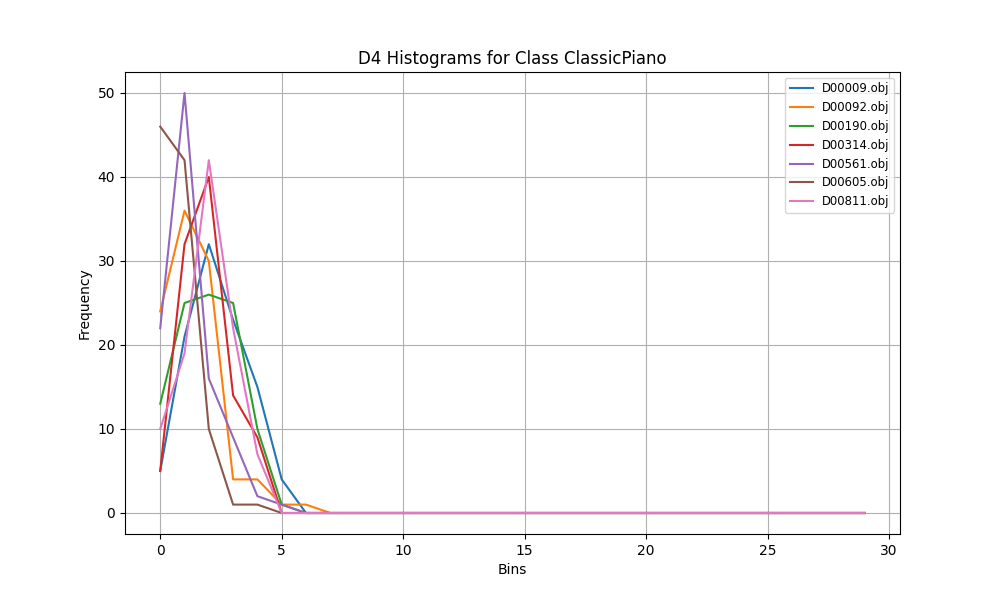 D4 Histograms for Class ClassicPiano
D00009.obj
D00092.obj
D00190.obj
D00314.obj
D00561.obj
D00605.obj
D00811.obj
Frequency
50
40
30
20
10
0
0 5 10 15 20 25 30
Bins